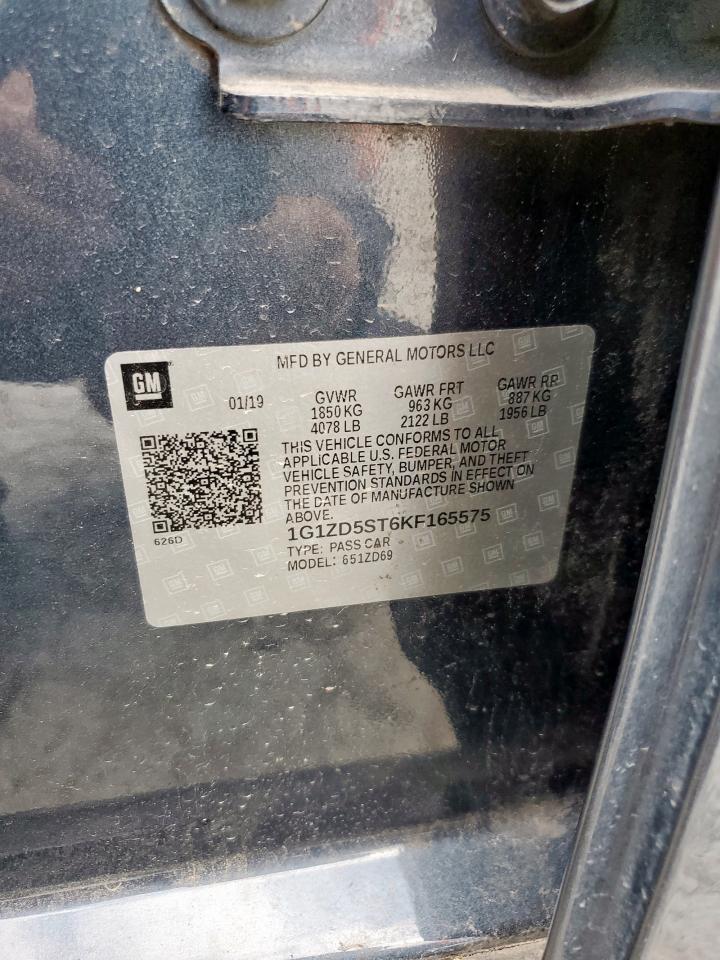 MFD BY GENERAL MOTORS LLC
GM
01/19
GVWR
1850 KG
4078 LB
GAWR FRT
963 KG
2122 LB
GAWR RR
887 KG
1956 LB
THIS VEHICLE CONFORMS TO ALL
APPLICABLE U.S. FEDERAL MOTOR
VEHICLE SAFETY, BUMPER, AND THEFT
PREVENTION STANDARDS IN EFFECT ON
THE DATE OF MANUFACTURE SHOWN
ABOVE.
626D
1G1ZD5ST6KF165575
TYPE: PASS CAR
MODEL: 651ZD69